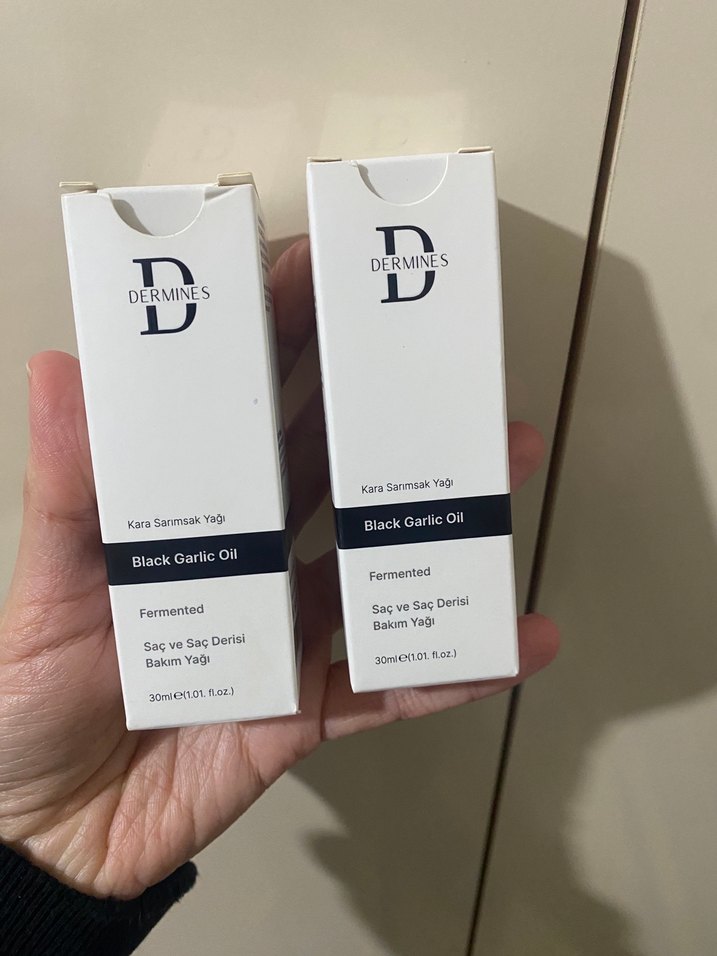 D
DERMINES
Kara Sarımsak Yağı
Black Garlic Oil
Fermented
Saç ve Saç Derisi
Bakım Yağı
30ml℮(1.01. fl.oz.)
D
DERMINES
Kara Sarımsak Yağı
Black Garlic Oil
Fermented
Saç ve Saç Derisi
Bakım Yağı
30ml℮(1.01. fl.oz.)